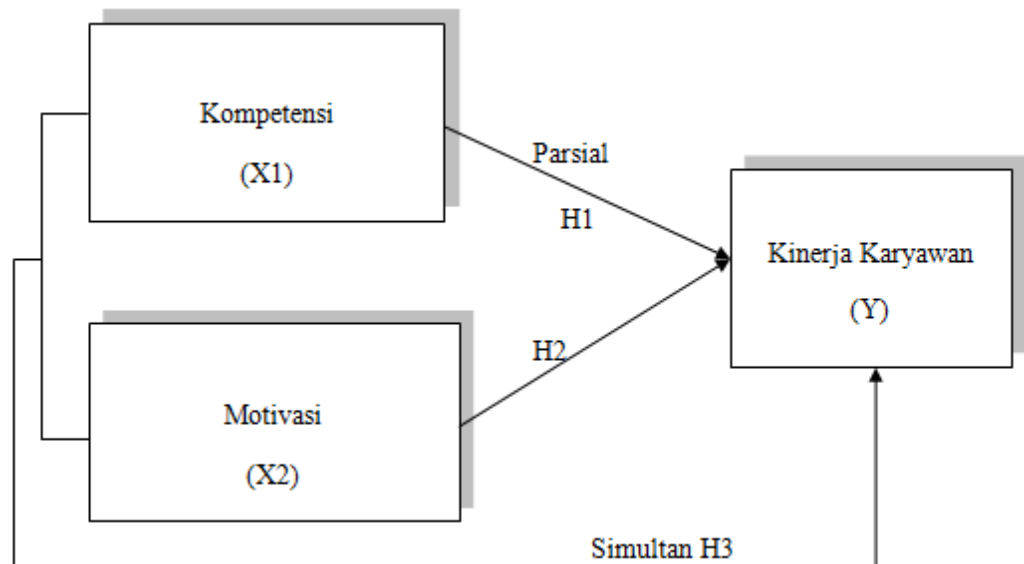 Kompetensi
(X1)
Parsial
H1
Kinerja Karyawan
(Y)
H2
Motivasi
(X2)
Simultan H3